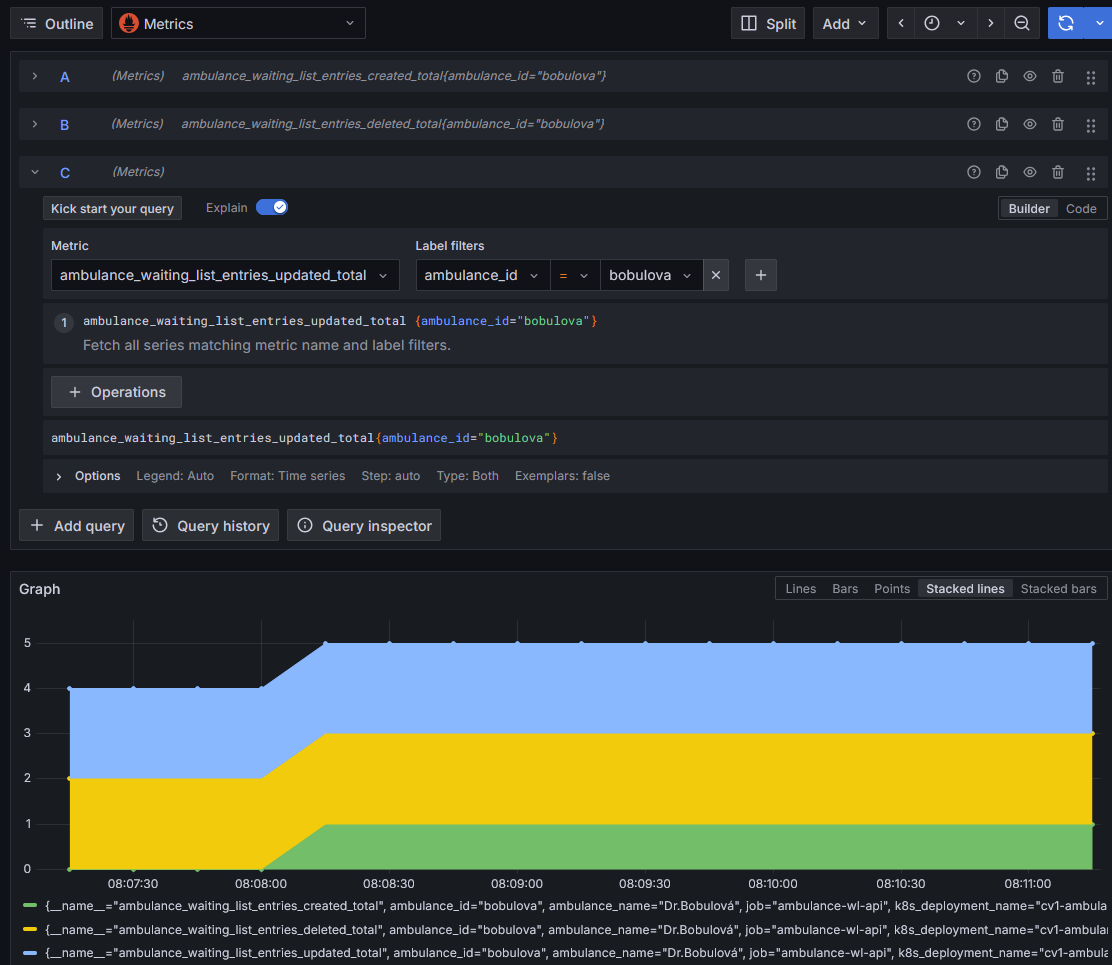 Outline Metrics Split Add
A (Metrics) ambulance_waiting_list_entries_created_total{ambulance_id="bobulova"}
B (Metrics) ambulance_waiting_list_entries_deleted_total{ambulance_id="bobulova"}
C (Metrics)
Kick start your query Explain Builder Code
Metric Label filters
ambulance_waiting_list_entries_updated_total ambulance_id = bobulova
1 ambulance_waiting_list_entries_updated_total {ambulance_id="bobulova"}
Fetch all series matching metric name and label filters.
+ Operations
ambulance_waiting_list_entries_updated_total{ambulance_id="bobulova"}
Options Legend: Auto Format: Time series Step: auto Type: Both Exemplars: false
+ Add query Query history Query inspector
Graph Lines Bars Points Stacked lines Stacked bars
5
4
3
2
1
0
08:07:30 08:08:00 08:08:30 08:09:00 08:09:30 08:10:00 08:10:30 08:11:00
{__name__="ambulance_waiting_list_entries_created_total", ambulance_id="bobulova", ambulance_name="Dr.Bobulová", job="ambulance-wl-api", k8s_deployment_name="cv1-ambula
{__name__="ambulance_waiting_list_entries_deleted_total", ambulance_id="bobulova", ambulance_name="Dr.Bobulová", job="ambulance-wl-api", k8s_deployment_name="cv1-ambulan
{__name__="ambulance_waiting_list_entries_updated_total", ambulance_id="bobulova", ambulance_name="Dr.Bobulová", job="ambulance-wl-api", k8s_deployment_name="cv1-ambula